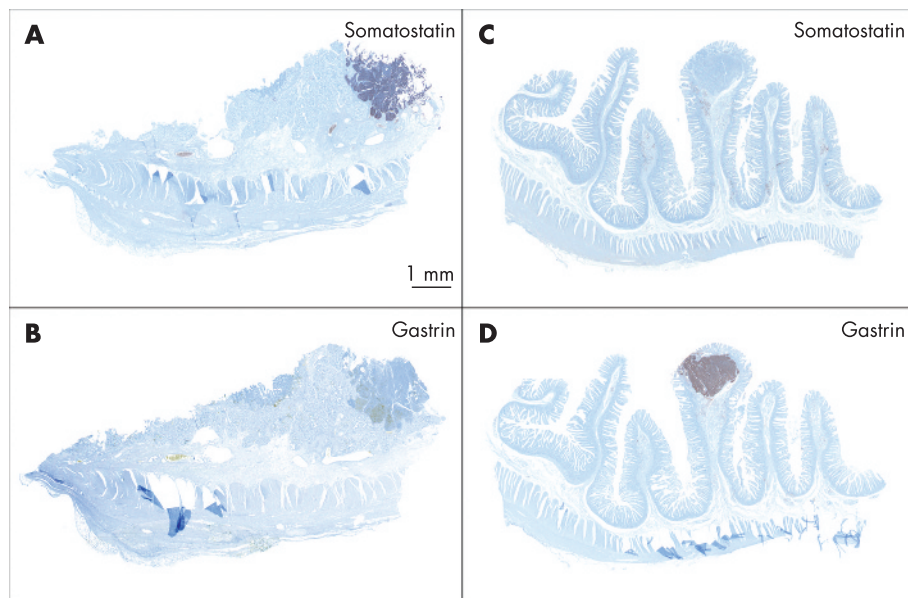 A
Somatostatin
1 mm
C
Somatostatin
B
Gastrin
D
Gastrin